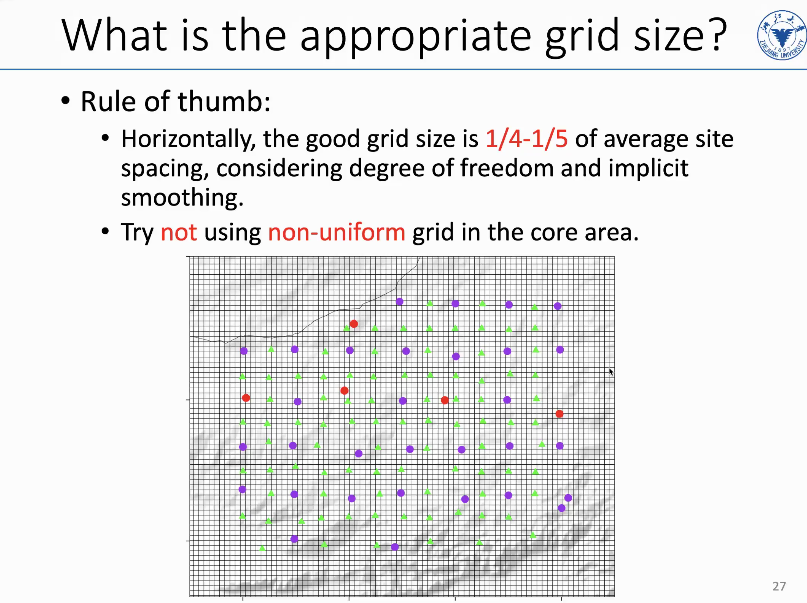 What is the appropriate grid size?
• Rule of thumb:
• Horizontally, the good grid size is 1/4-1/5 of average site
spacing, considering degree of freedom and implicit
smoothing.
• Try not using non-uniform grid in the core area.
27